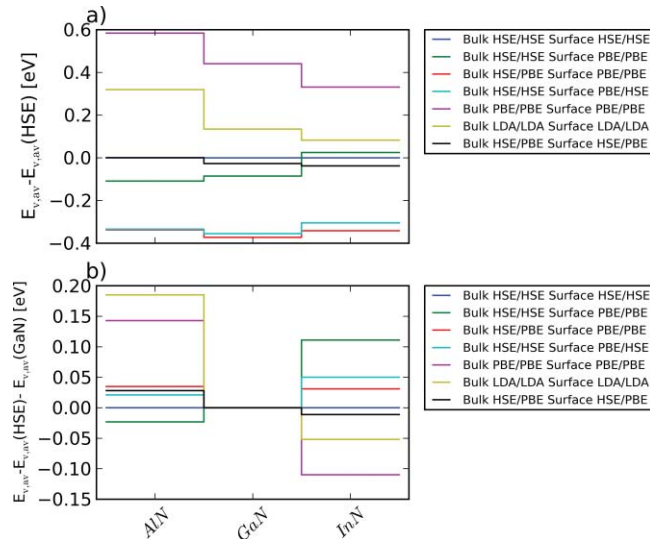 a)
0.6
0.4
0.2
0.0
−0.2
−0.4
E_v,av-E_v,av(HSE) [eV]
Bulk HSE/HSE Surface HSE/HSE
Bulk HSE/HSE Surface PBE/PBE
Bulk HSE/PBE Surface PBE/PBE
Bulk HSE/HSE Surface PBE/HSE
Bulk PBE/PBE Surface PBE/PBE
Bulk LDA/LDA Surface LDA/LDA
Bulk HSE/PBE Surface HSE/PBE
b)
0.20
0.15
0.10
0.05
0.00
−0.05
−0.10
−0.15
E_v,av-E_v,av(HSE)- E_v,av(GaN) [eV]
Bulk HSE/HSE Surface HSE/HSE
Bulk HSE/HSE Surface PBE/PBE
Bulk HSE/PBE Surface PBE/PBE
Bulk HSE/HSE Surface PBE/HSE
Bulk PBE/PBE Surface PBE/PBE
Bulk LDA/LDA Surface LDA/LDA
Bulk HSE/PBE Surface HSE/PBE
AlN
GaN
InN